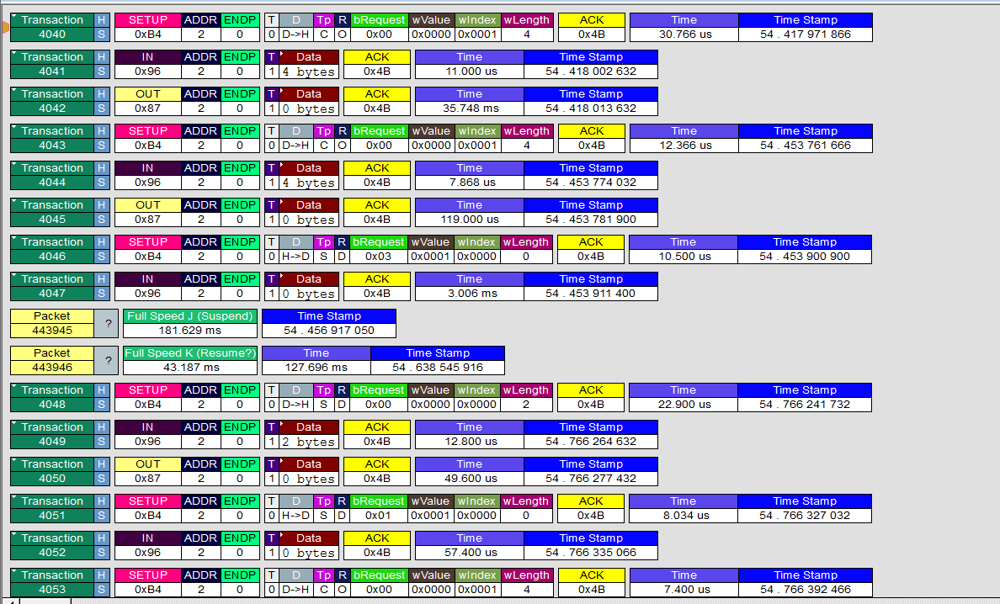 Transaction H SETUP ADDR ENDP T D Tp R bRequest wValue wIndex wLength ACK Time Time Stamp
4040 S 0xB4 2 0 0 D->H C O 0x00 0x0000 0x0001 4 0x4B 30.766 us 54 . 417 971 866
Transaction H IN ADDR ENDP T Data ACK Time Time Stamp
4041 S 0x96 2 0 1 4 bytes 0x4B 11.000 us 54 . 418 002 632
Transaction H OUT ADDR ENDP T Data ACK Time Time Stamp
4042 S 0x87 2 0 1 0 bytes 0x4B 35.748 ms 54 . 418 013 632
Transaction H SETUP ADDR ENDP T D Tp R bRequest wValue wIndex wLength ACK Time Time Stamp
4043 S 0xB4 2 0 0 D->H C O 0x00 0x0000 0x0001 4 0x4B 12.366 us 54 . 453 761 666
Transaction H IN ADDR ENDP T Data ACK Time Time Stamp
4044 S 0x96 2 0 1 4 bytes 0x4B 7.868 us 54 . 453 774 032
Transaction H OUT ADDR ENDP T Data ACK Time Time Stamp
4045 S 0x87 2 0 1 0 bytes 0x4B 119.000 us 54 . 453 781 900
Transaction H SETUP ADDR ENDP T D Tp R bRequest wValue wIndex wLength ACK Time Time Stamp
4046 S 0xB4 2 0 0 H->D S D 0x03 0x0001 0x0000 0 0x4B 10.500 us 54 . 453 900 900
Transaction H IN ADDR ENDP T Data ACK Time Time Stamp
4047 S 0x96 2 0 1 0 bytes 0x4B 3.006 ms 54 . 453 911 400
Packet ? Full Speed J (Suspend) Time Stamp
443945 181.629 ms 54 . 456 917 050
Packet ? Full Speed K (Resume?) Time Time Stamp
443946 43.187 ms 127.696 ms 54 . 638 545 916
Transaction H SETUP ADDR ENDP T D Tp R bRequest wValue wIndex wLength ACK Time Time Stamp
4048 S 0xB4 2 0 0 D->H S D 0x00 0x0000 0x0000 2 0x4B 22.900 us 54 . 766 241 732
Transaction H IN ADDR ENDP T Data ACK Time Time Stamp
4049 S 0x96 2 0 1 2 bytes 0x4B 12.800 us 54 . 766 264 632
Transaction H OUT ADDR ENDP T Data ACK Time Time Stamp
4050 S 0x87 2 0 1 0 bytes 0x4B 49.600 us 54 . 766 277 432
Transaction H SETUP ADDR ENDP T D Tp R bRequest wValue wIndex wLength ACK Time Time Stamp
4051 S 0xB4 2 0 0 H->D S D 0x01 0x0001 0x0000 0 0x4B 8.034 us 54 . 766 327 032
Transaction H IN ADDR ENDP T Data ACK Time Time Stamp
4052 S 0x96 2 0 1 0 bytes 0x4B 57.400 us 54 . 766 335 066
Transaction H SETUP ADDR ENDP T D Tp R bRequest wValue wIndex wLength ACK Time Time Stamp
4053 S 0xB4 2 0 0 D->H C O 0x00 0x0000 0x0001 4 0x4B 7.400 us 54 . 766 392 466